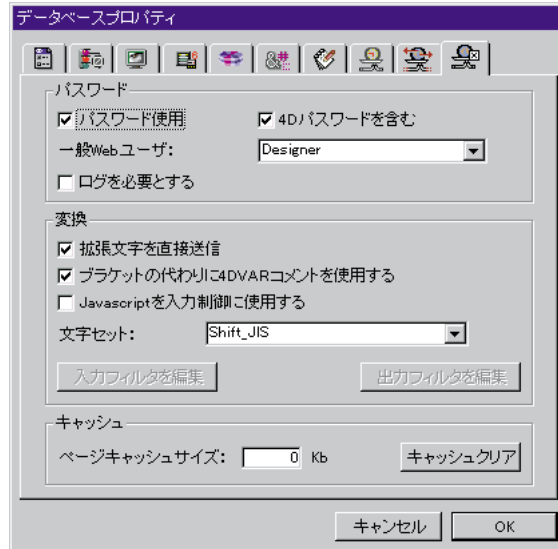 データベースプロパティ
パスワード
パスワード使用
4Dパスワードを含む
一般Webユーザ: Designer
ログを必要とする
変換
拡張文字を直接送信
ブラケットの代わりに4DVARコメントを使用する
Javascriptを入力制御に使用する
文字セット: Shift_JIS
入力フィルタを編集 出力フィルタを編集
キャッシュ
ページキャッシュサイズ: 0 Kb キャッシュクリア
キャンセル OK